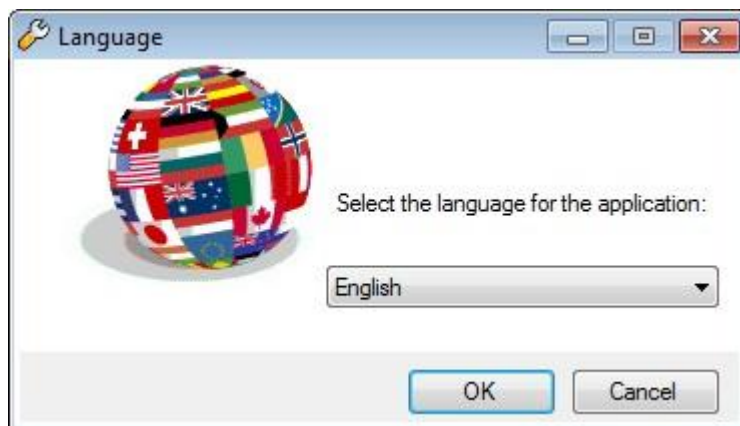 Language
Select the language for the application:
English
OK
Cancel